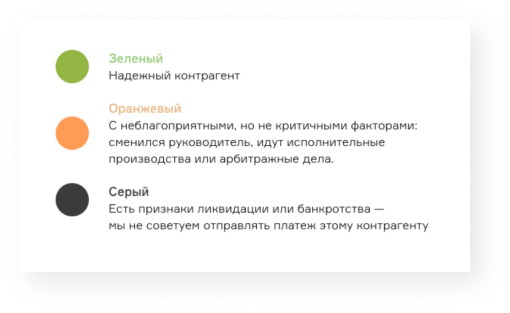 Зеленый
Надежный контрагент
Оранжевый
С неблагоприятными, но не критичными факторами:
сменился руководитель, идут исполнительные
производства или арбитражные дела.
Серый
Есть признаки ликвидации или банкротства —
мы не советуем отправлять платеж этому контрагенту